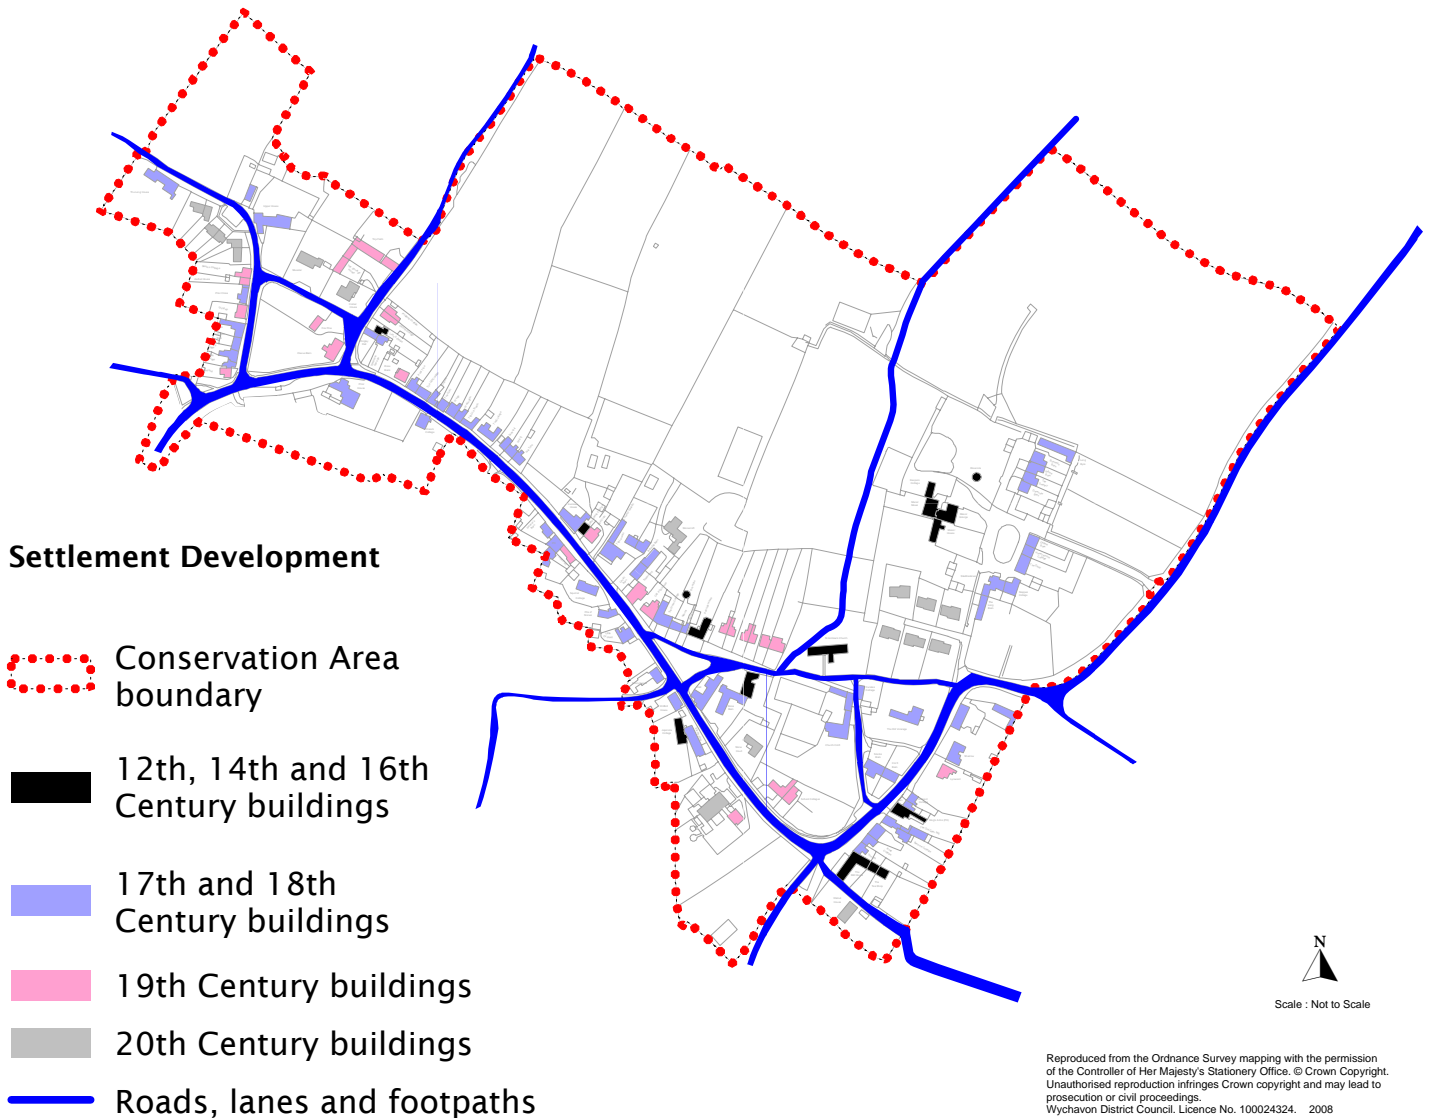 Settlement Development
Conservation Area
boundary
12th, 14th and 16th
Century buildings
17th and 18th
Century buildings
19th Century buildings
20th Century buildings
Roads, lanes and footpaths
N
Scale : Not to Scale
Reproduced from the Ordnance Survey mapping with the permission
of the Controller of Her Majesty's Stationery Office. © Crown Copyright.
Unauthorised reproduction infringes Crown copyright and may lead to
prosecution or civil proceedings.
Wychavon District Council. Licence No. 100024324. 2008